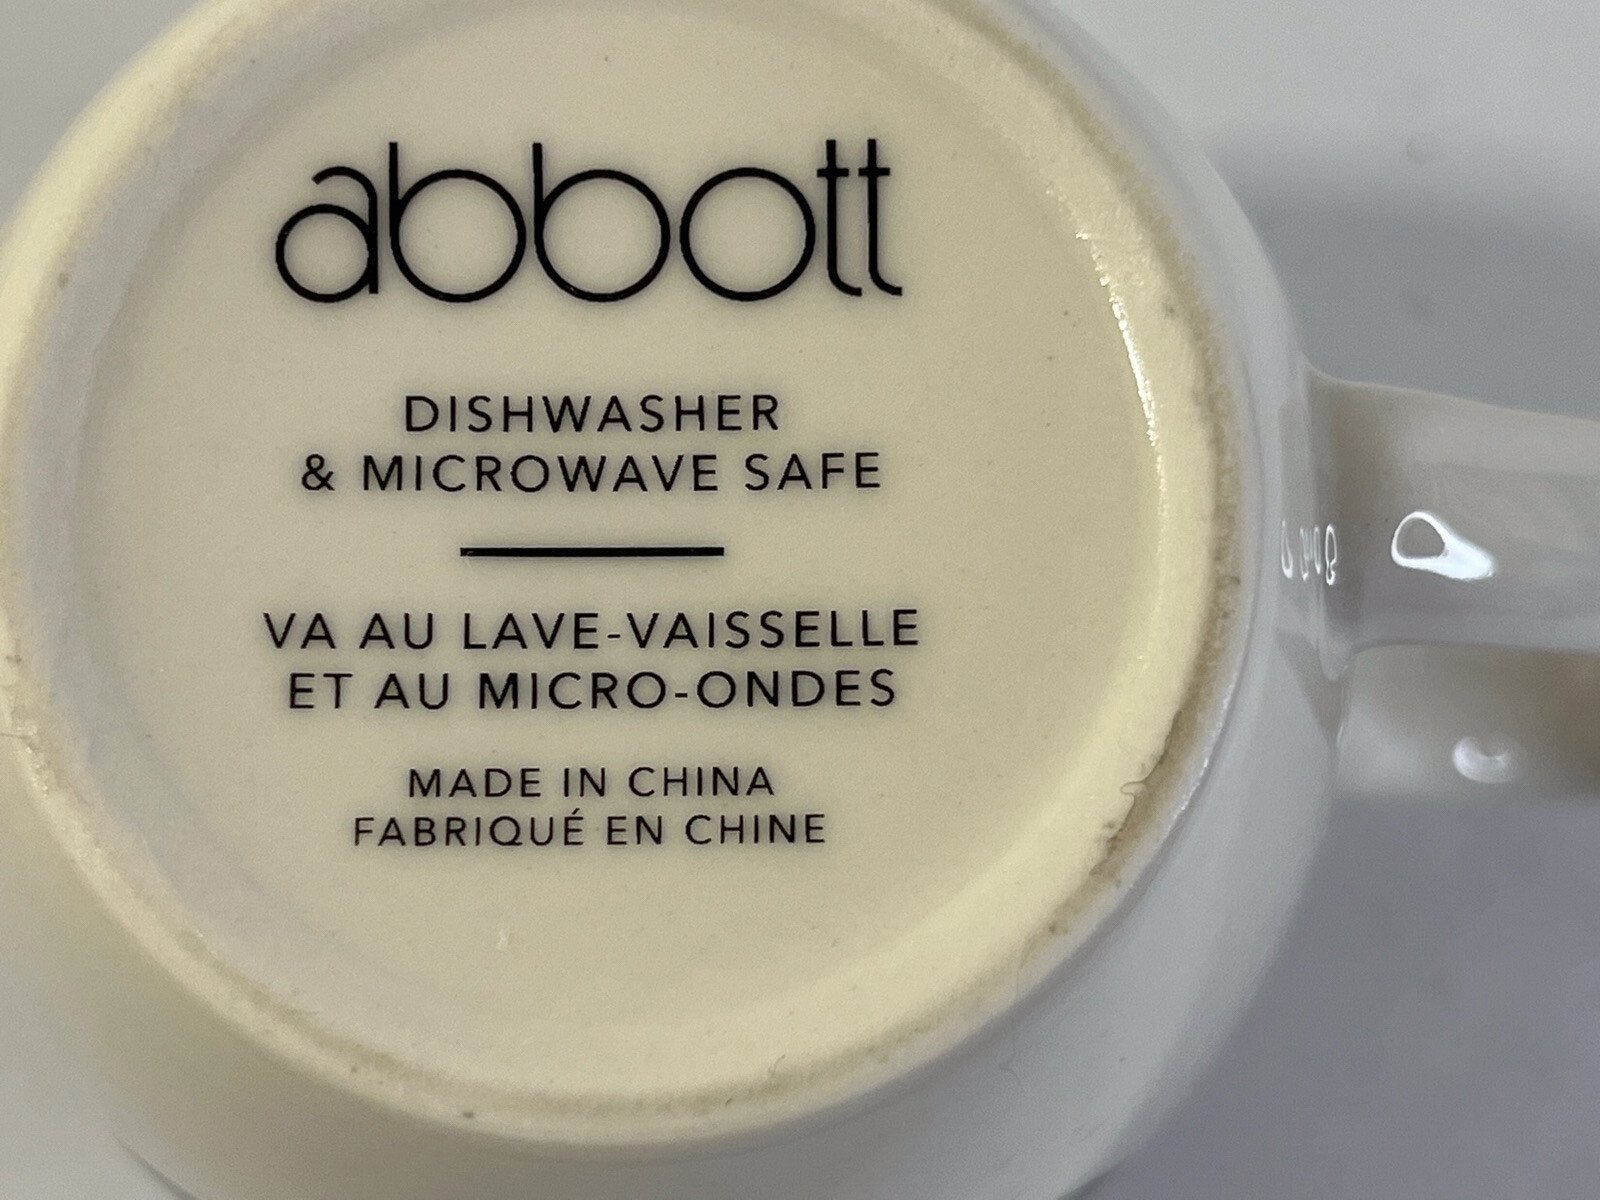 abbott
DISHWASHER
& MICROWAVE SAFE
VA AU LAVE-VAISSELLE
ET AU MICRO-ONDES
MADE IN CHINA
FABRIQUÉ EN CHINE